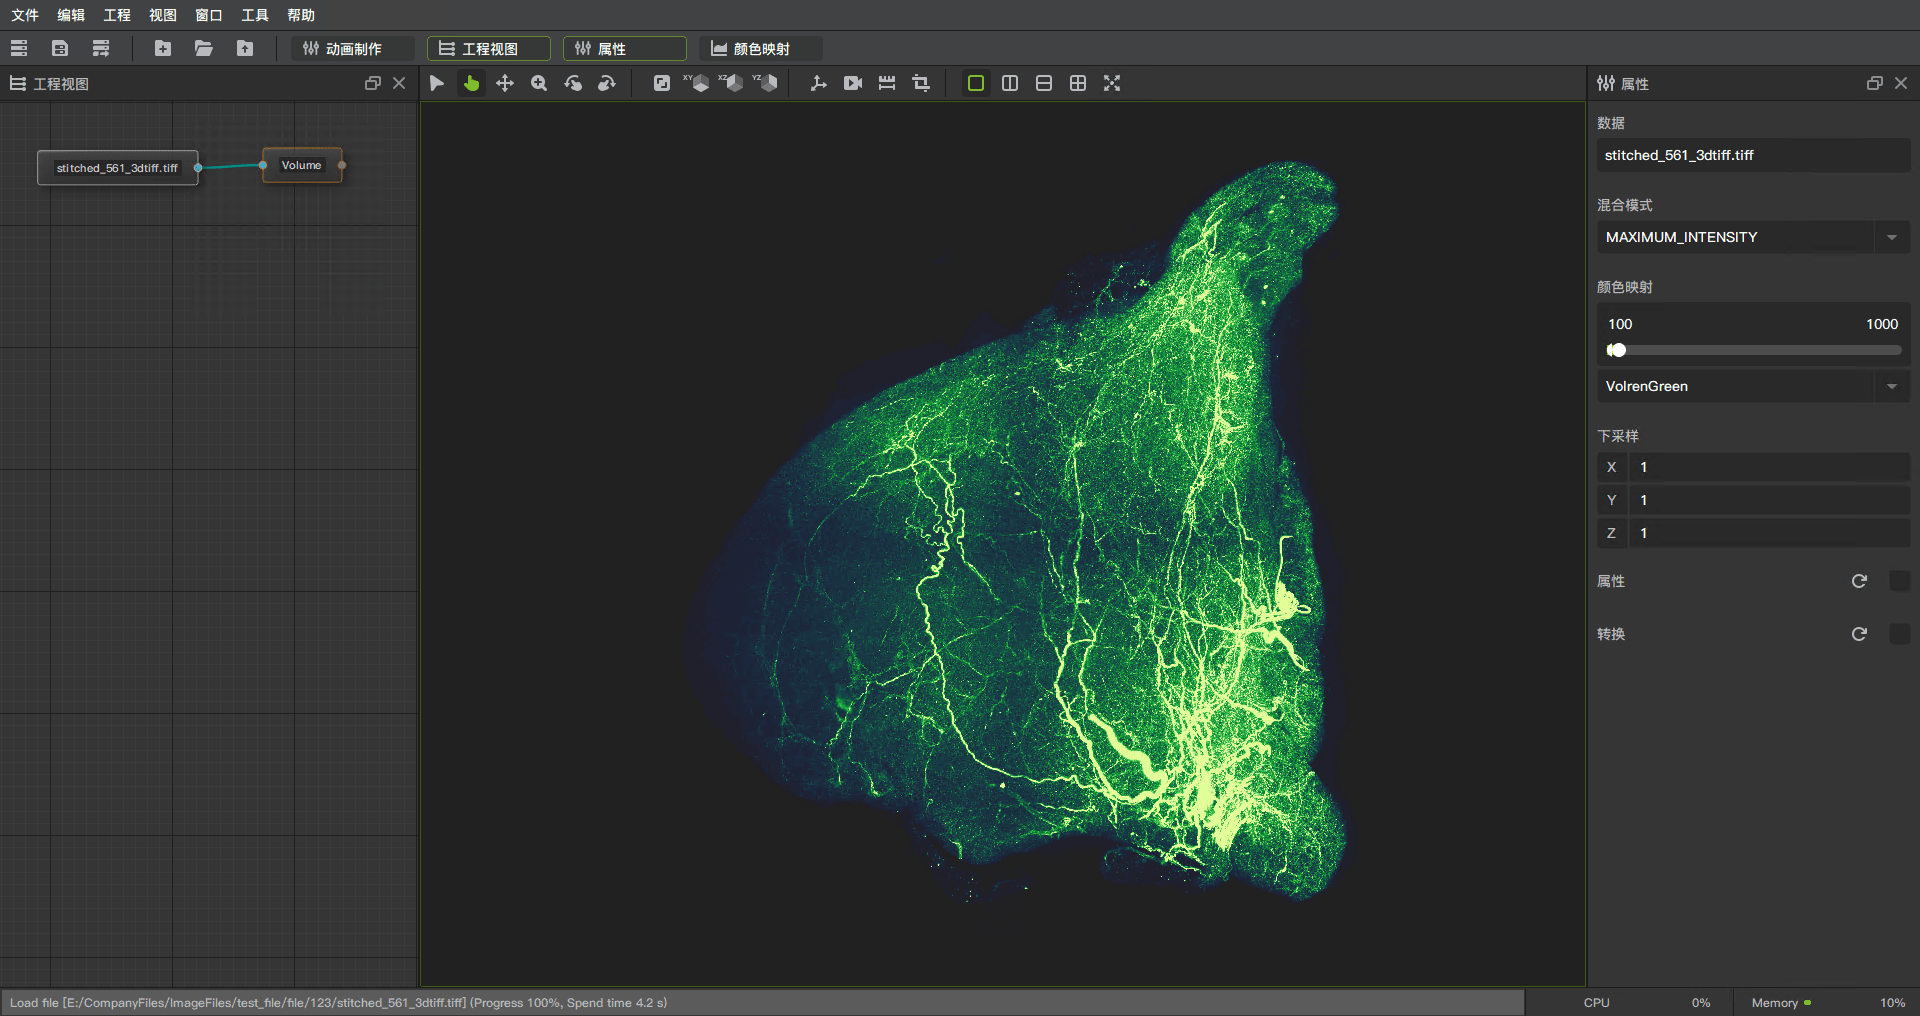 文件 编辑 工程 视图 窗口 工具 帮助
动画制作 工程视图 属性 颜色映射
工程视图
XY XZ YZ
属性
stitched_561_3dtiff.tiff
Volume
数据
stitched_561_3dtiff.tiff
混合模式
MAXIMUM_INTENSITY
颜色映射
100 1000
VolrenGreen
下采样
X 1
Y 1
Z 1
属性
转换
Load file [E:/CompanyFiles/ImageFiles/test_file/file/123/stitched_561_3dtiff.tiff] (Progress 100%, Spend time 4.2 s)
CPU 0% Memory 10%